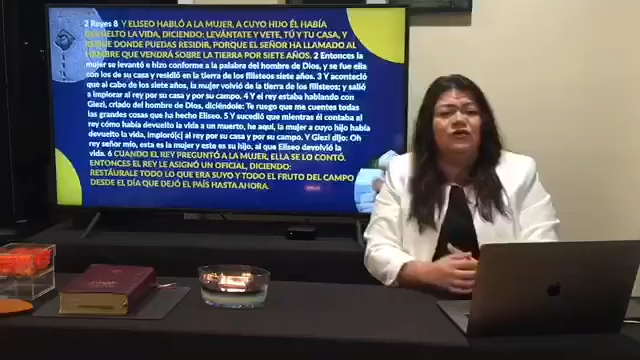 2 Reyes 8 Y ELISEO HABLÓ A LA MUJER, A CUYO HIJO ÉL HABÍA
DEVUELTO LA VIDA, DICIENDO: LEVÁNTATE Y VETE, TÚ Y TU CASA, Y
RESIDE DONDE PUEDAS RESIDIR, PORQUE EL SEÑOR HA LLAMADO AL
HAMBRE QUE VENDRÁ SOBRE LA TIERRA POR SIETE AÑOS. 2 Entonces la
mujer se levantó e hizo conforme a la palabra del hombre de Dios, y se fue ella
con los de su casa y residió en la tierra de los filisteos siete años. 3 Y aconteció
que al cabo de los siete años, la mujer volvió de la tierra de los filisteos; y salió
a implorar al rey por su casa y por su campo. 4 Y el rey estaba hablando con
Giezi, criado del hombre de Dios, diciéndole: Te ruego que me cuentes todas
las grandes cosas que ha hecho Eliseo. 5 Y sucedió que mientras él contaba al
rey cómo había devuelto la vida a un muerto, he aquí, la mujer a cuyo hijo había
devuelto la vida, imploró[c] al rey por su casa y por su campo. Y Giezi dijo: Oh
rey señor mío, esta es la mujer y este es su hijo, al que Eliseo devolvió la
vida. 6 CUANDO EL REY PREGUNTÓ A LA MUJER, ELLA SE LO CONTÓ.
ENTONCES EL REY LE ASIGNÓ UN OFICIAL, DICIENDO:
RESTÁURALE TODO LO QUE ERA SUYO Y TODO EL FRUTO DEL CAMPO
DESDE EL DÍA QUE DEJÓ EL PAÍS HASTA AHORA.